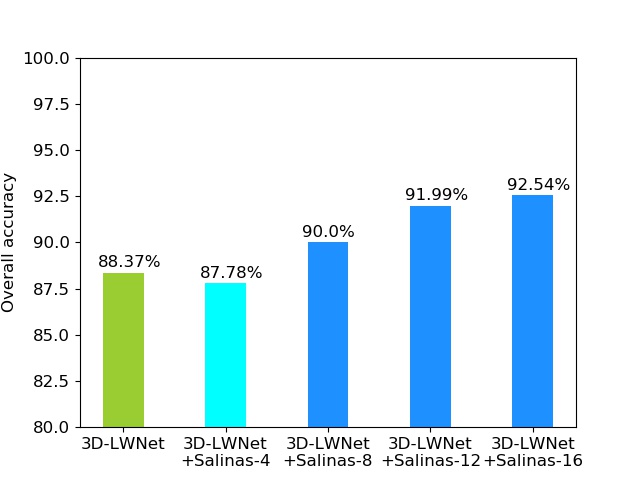 100.0
97.5
95.0
92.5
90.0
87.5
85.0
82.5
80.0
Overall accuracy
88.37%
87.78%
90.0%
91.99%
92.54%
3D-LWNet
3D-LWNet
+Salinas-4
3D-LWNet
+Salinas-8
3D-LWNet
+Salinas-12
3D-LWNet
+Salinas-16